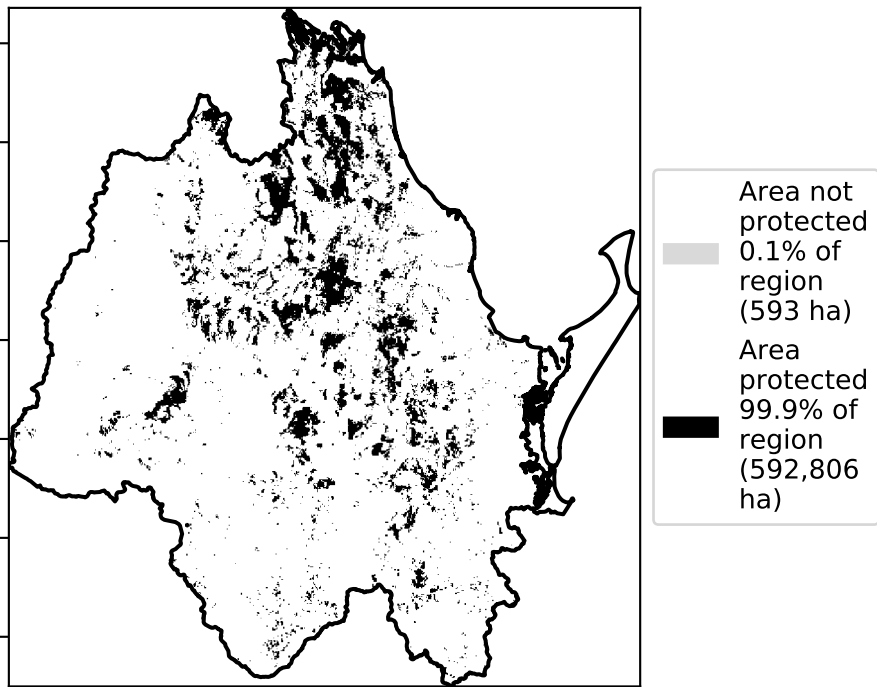 Area not
protected
0.1% of
region
(593 ha)
Area
protected
99.9% of
region
(592,806
ha)